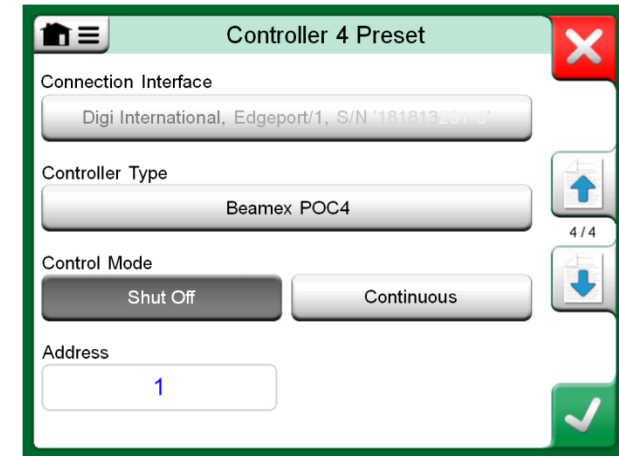 Controller 4 Preset
Connection Interface
Digi International, Edgeport/1, S/N
Controller Type
Beamex POC4
4 / 4
Control Mode
Shut Off
Continuous
Address
1